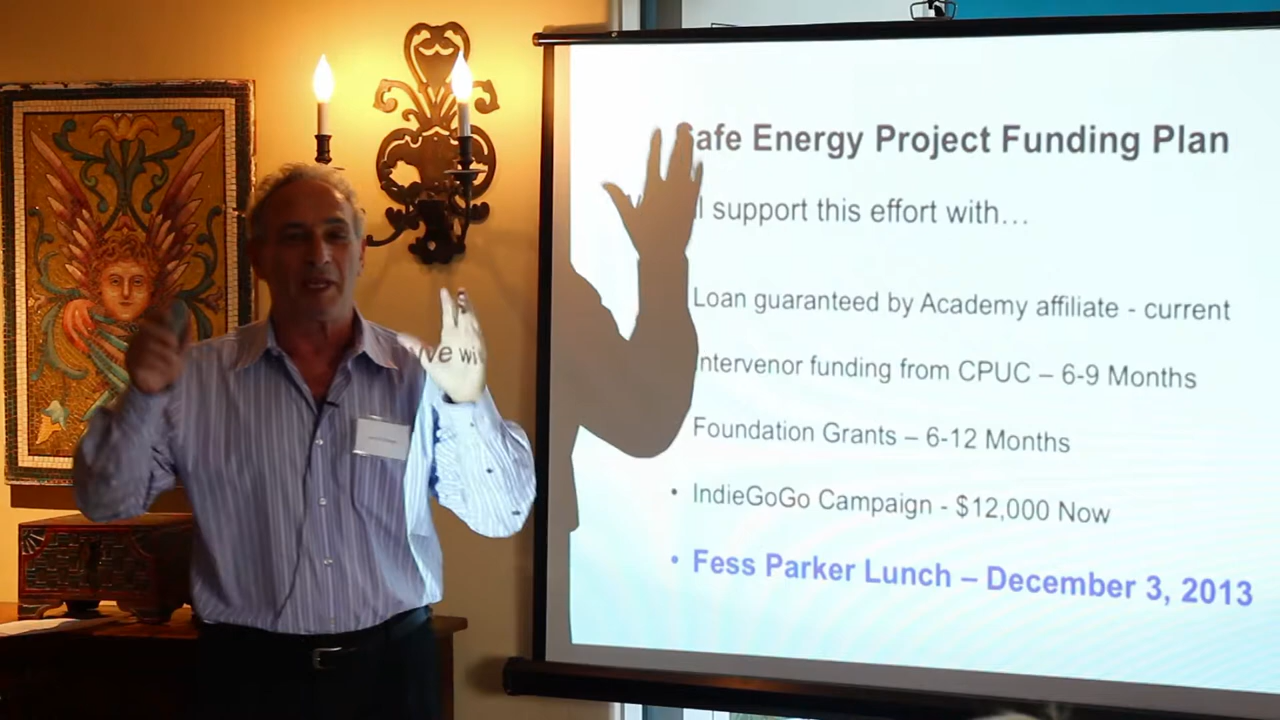 afe Energy Project Funding Plan
We wi
l support this effort with…
Loan guaranteed by Academy affiliate - current
ntervenor funding from CPUC – 6-9 Months
Foundation Grants – 6-12 Months
• IndieGoGo Campaign - $12,000 Now
• Fess Parker Lunch – December 3, 2013